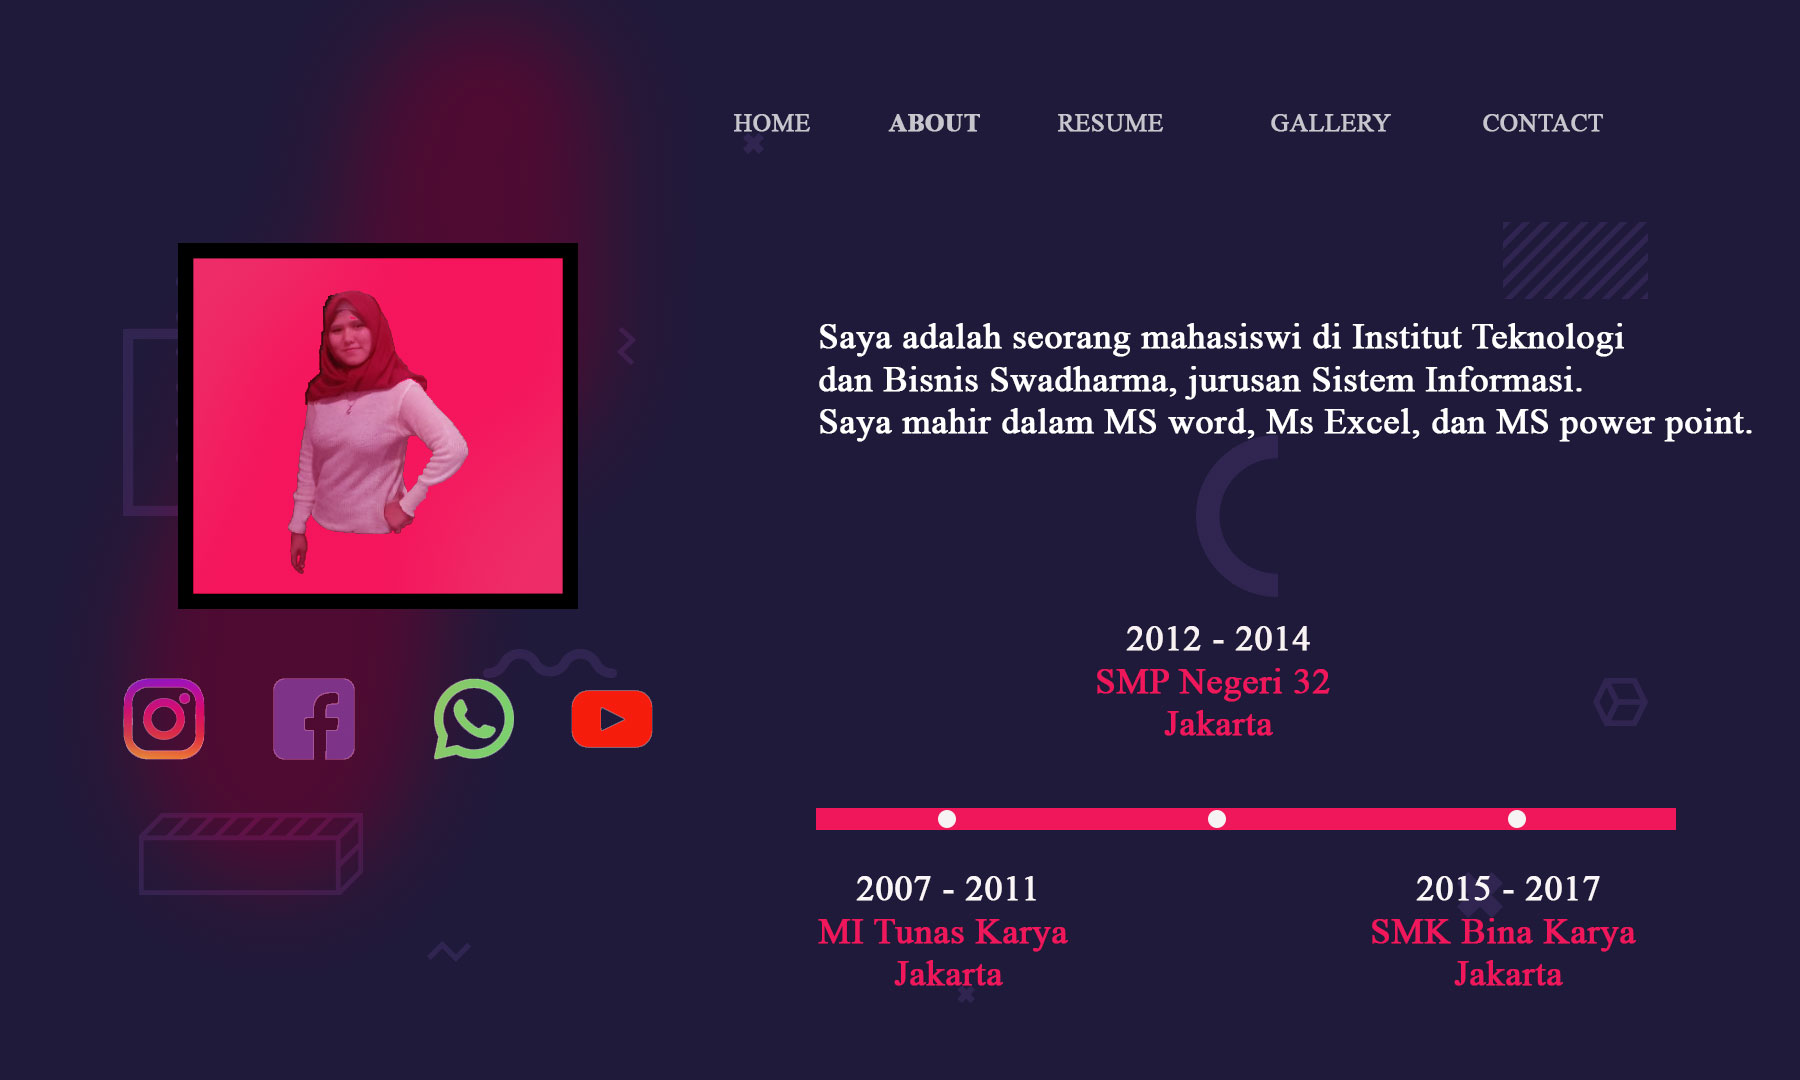 HOME ABOUT RESUME GALLERY CONTACT
Saya adalah seorang mahasiswi di Institut Teknologi
dan Bisnis Swadharma, jurusan Sistem Informasi.
Saya mahir dalam MS word, Ms Excel, dan MS power point.
2012 - 2014
SMP Negeri 32
Jakarta
2007 - 2011
MI Tunas Karya
Jakarta
2015 - 2017
SMK Bina Karya
Jakarta